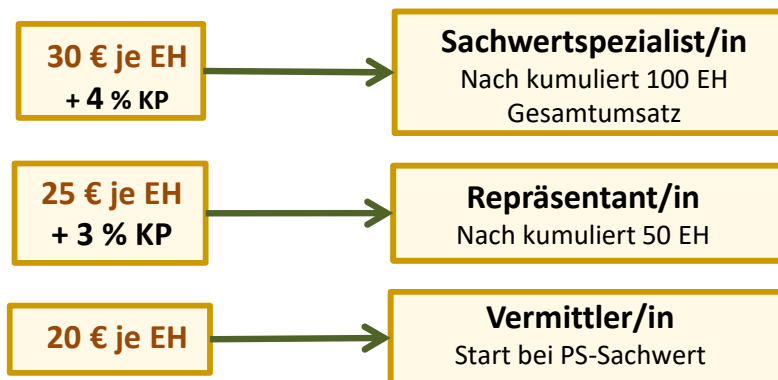 30 € je EH
+ 4 % KP
Sachwertspezialist/in
Nach kumuliert 100 EH
Gesamtumsatz
25 € je EH
+ 3 % KP
Repräsentant/in
Nach kumuliert 50 EH
20 € je EH
Vermittler/in
Start bei PS-Sachwert